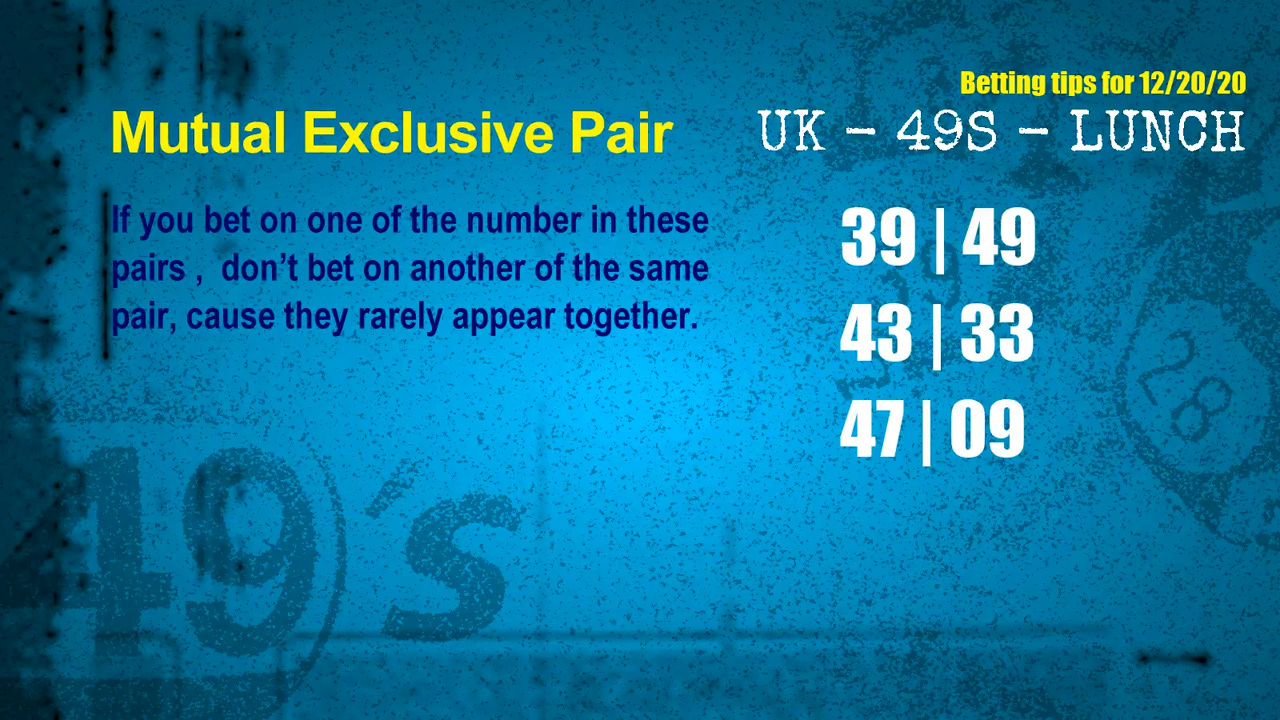 Betting tips for 12/20/20
Mutual Exclusive Pair
UK - 49S - LUNCH
If you bet on one of the number in these
pairs ,  don't bet on another of the same
pair, cause they rarely appear together.
39 | 49
43 | 33
47 | 09
28
49's